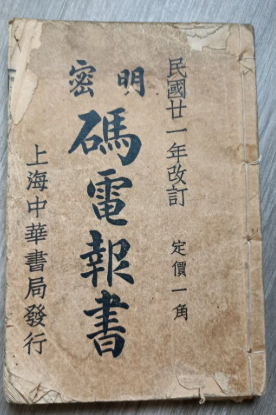 民國廿一年改訂
定價一角
明密
碼電報書
上海中華書局發行